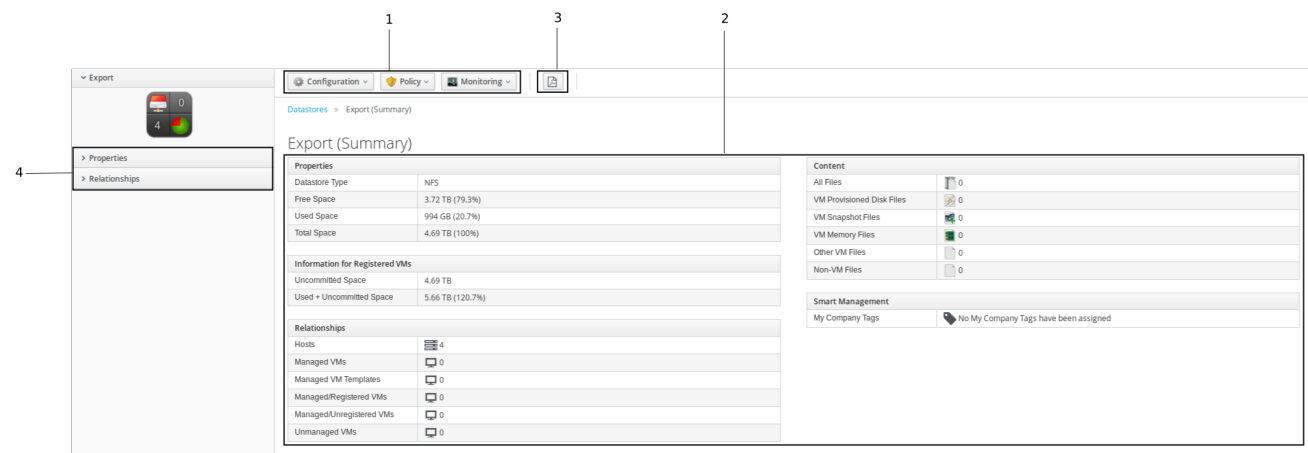 1
3
2
Export
Configuration
Policy
Monitoring
0
4
Datastores » Export (Summary)
Export (Summary)
4
Properties
Relationships
Properties
Datastore Type NFS
Free Space 3.72 TB (79.3%)
Used Space 994 GB (20.7%)
Total Space 4.69 TB (100%)
Information for Registered VMs
Uncommitted Space 4.69 TB
Used + Uncommitted Space 5.66 TB (120.7%)
Relationships
Hosts 4
Managed VMs 0
Managed VM Templates 0
Managed/Registered VMs 0
Managed/Unregistered VMs 0
Unmanaged VMs 0
Content
All Files 0
VM Provisioned Disk Files 0
VM Snapshot Files 0
VM Memory Files 0
Other VM Files 0
Non-VM Files 0
Smart Management
My Company Tags No My Company Tags have been assigned